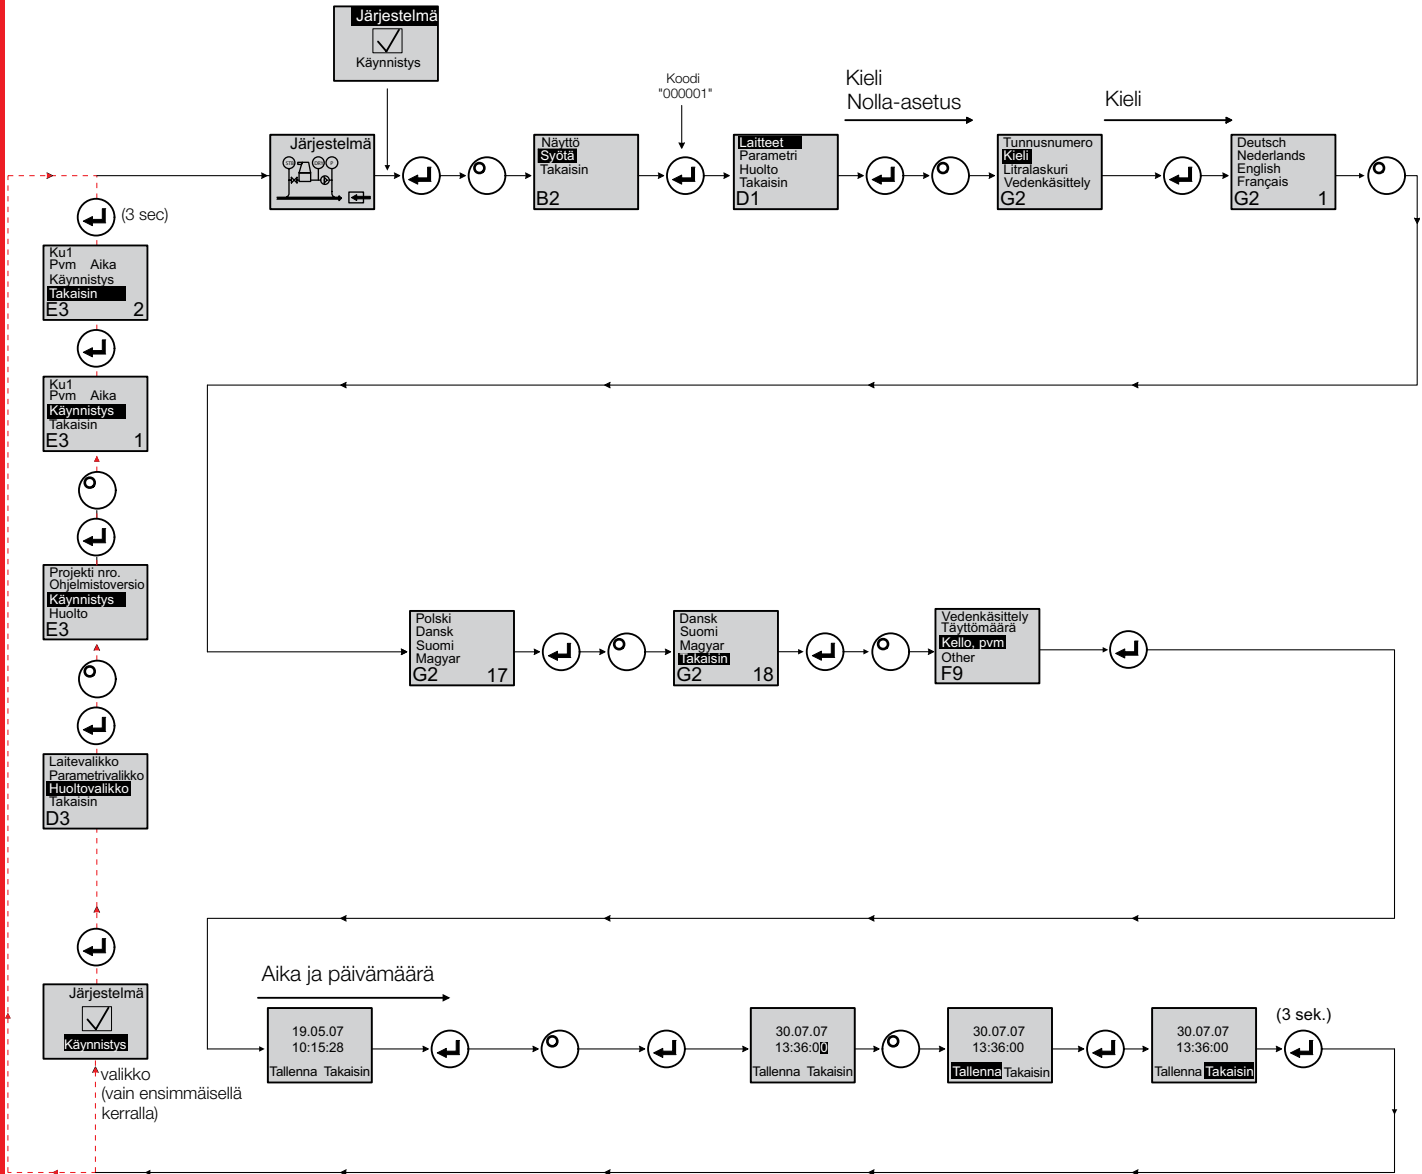 Järjestelmä
Käynnistys
Koodi
"000001"
Kieli
Nolla-asetus
Kieli
Järjestelmä
STB
DRY
P
Näyttö
Syötä
Takaisin
B2
Laitteet
Parametri
Huolto
Takaisin
D1
Tunnusnumero
Kieli
Litralaskuri
Vedenkäsittely
G2
Deutsch
Nederlands
English
Français
G2 1
(3 sec)
Ku1
Pvm Aika
Käynnistys
Takaisin
E3 2
Ku1
Pvm Aika
Käynnistys
Takaisin
E3 1
Projekti nro.
Ohjelmistoversio
Käynnistys
Huolto
E3
Polski
Dansk
Suomi
Magyar
G2 17
Dansk
Suomi
Magyar
Takaisin
G2 18
Vedenkäsittely
Täyttömäärä
Kello, pvm
Other
F9
Laitevalikko
Parametrivalikko
Huoltovalikko
Takaisin
D3
Järjestelmä
Käynnistys
valikko
(vain ensimmäisellä
kerralla)
Aika ja päivämäärä
19.05.07
10:15:28
Tallenna Takaisin
30.07.07
13:36:00
Tallenna Takaisin
30.07.07
13:36:00
Tallenna Takaisin
30.07.07
13:36:00
Tallenna Takaisin
(3 sek.)